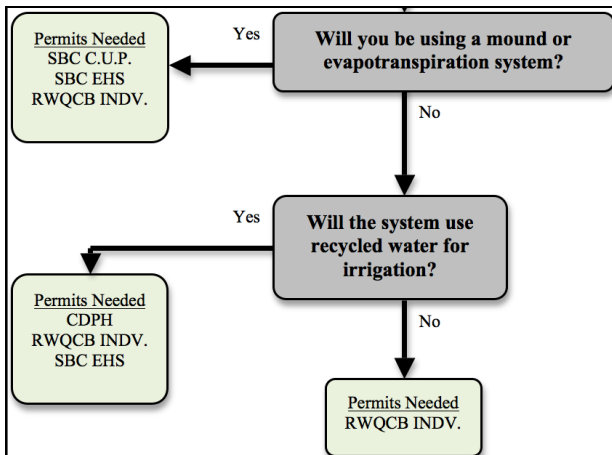 Permits Needed
SBC C.U.P.
SBC EHS
RWQCB INDV.
Yes
Will you be using a mound or
evapotranspiration system?
No
Yes
Will the system use
recycled water for
irrigation?
Permits Needed
CDPH
RWQCB INDV.
SBC EHS
No
Permits Needed
RWQCB INDV.